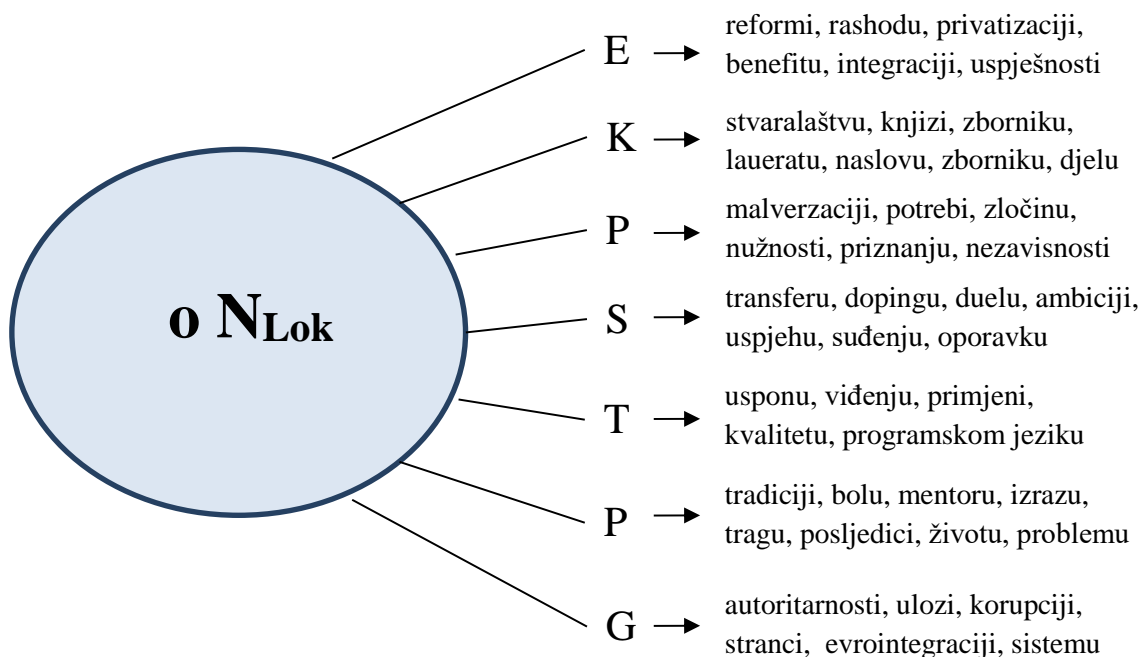 E
reformi, rashodu, privatizaciji,
benefitu, integraciji, uspješnosti
K
stvaralaštvu, knjizi, zborniku,
laueratu, naslovu, zborniku, djelu
P
malverzaciji, potrebi, zločinu,
nužnosti, priznanju, nezavisnosti
o N_Lok
S
transferu, dopingu, duelu, ambiciji,
uspjehu, suđenju, oporavku
T
usponu, viđenju, primjeni,
kvalitetu, programskom jeziku
P
tradiciji, bolu, mentoru, izrazu,
tragu, posljedici, životu, problemu
G
autoritarnosti, ulozi, korupciji,
stranci, evrointegraciji, sistemu